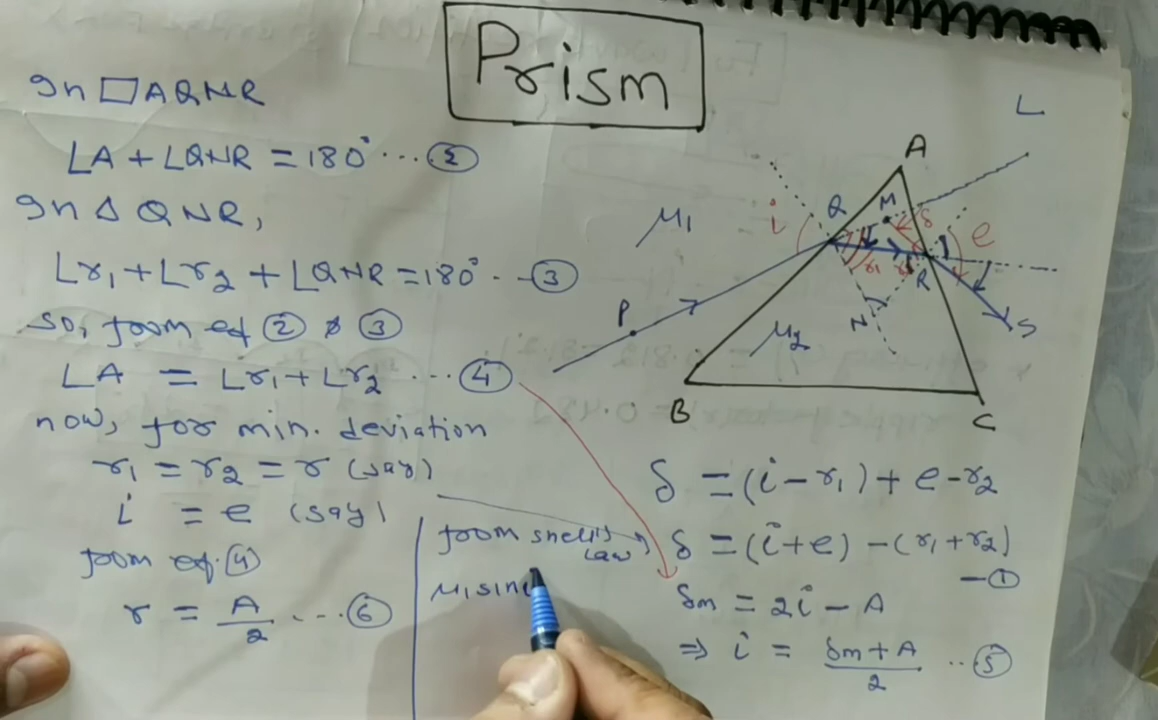 Prism
In □AQNR
∠A + ∠QNR = 180° ... ②
In Δ QNR,
∠r₁ + ∠r₂ + ∠QNR = 180° - - ③
so, from eq ② & ③
∠A = ∠r₁ + ∠r₂ ... ④
now, for min. deviation
r₁ = r₂ = r (say)
i = e (say)
from eq. ④
r = A/2 ... ⑥
from snell's law
μ₁sini
L
A
Q M δ
μ₁ i e
r₁ r₂ R
P N S
μ₂
B C
δ = (i - r₁) + e - r₂
δ = (i + e) - (r₁ + r₂)
- ①
δm = 2i - A
⇒ i = (δm + A)/2 .. ⑤